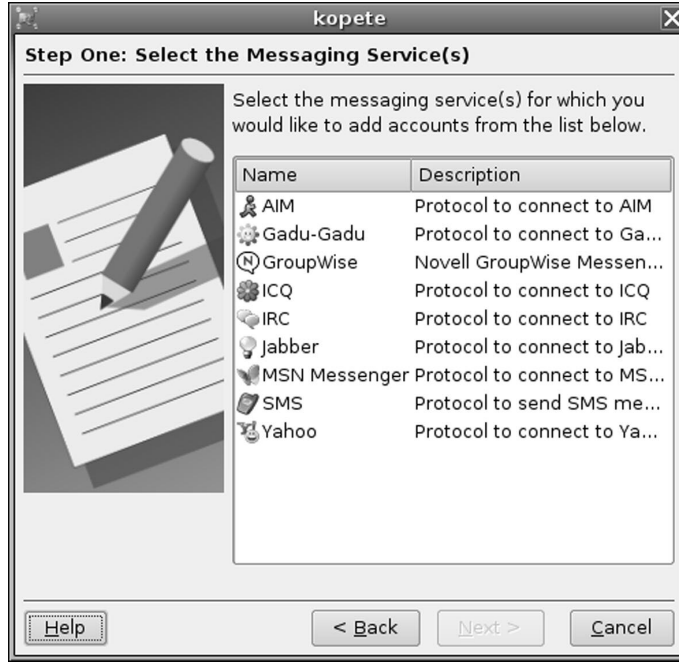 kopete
Step One: Select the Messaging Service(s)
Select the messaging service(s) for which you
would like to add accounts from the list below.
Name Description
AIM Protocol to connect to AIM
Gadu-Gadu Protocol to connect to Ga...
GroupWise Novell GroupWise Messen...
ICQ Protocol to connect to ICQ
IRC Protocol to connect to IRC
Jabber Protocol to connect to Jab...
MSN Messenger Protocol to connect to MS...
SMS Protocol to send SMS me...
Yahoo Protocol to connect to Ya...
Help < Back Next > Cancel